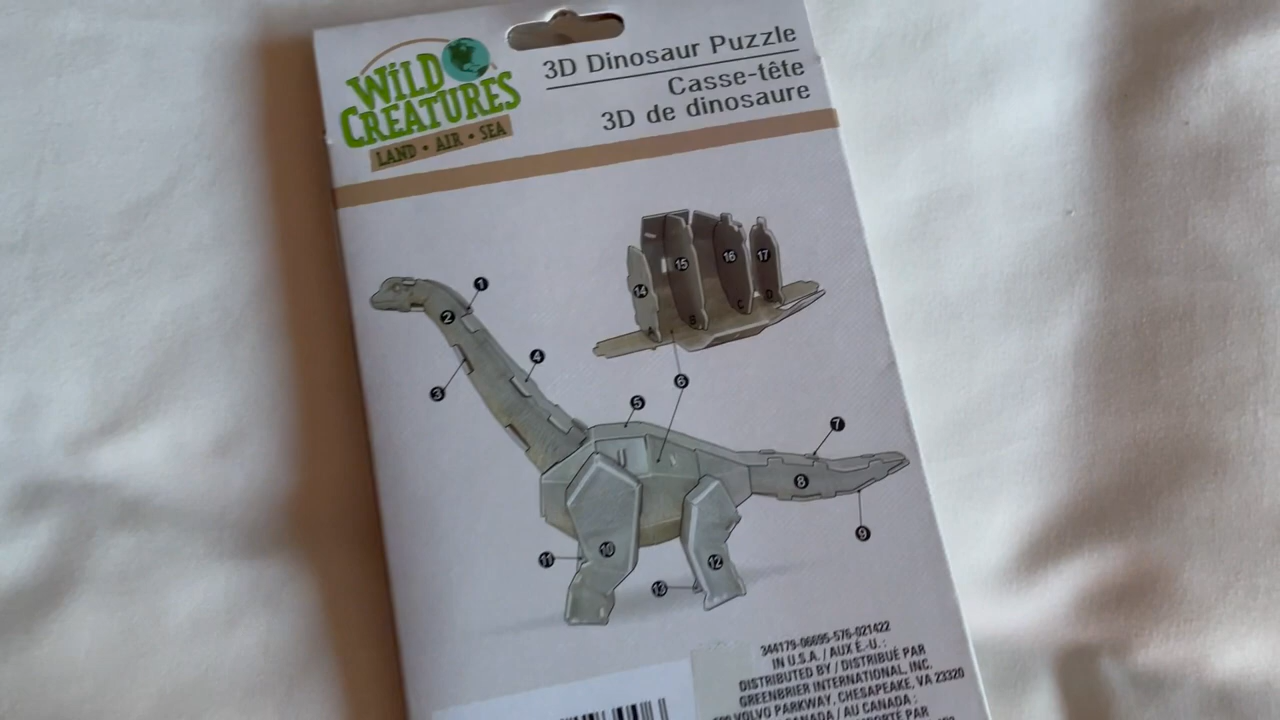 WiLD
CREATURES
LAND • AIR • SEA
3D Dinosaur Puzzle
Casse-tête
3D de dinosaure
1
2
3
4
5
6
7
8
9
10
11
12
13
14
15
16
17
A
B
C
D
344179-06695-576-021422
IN U.S.A. / AUX É.-U. :
DISTRIBUTED BY / DISTRIBUÉ PAR
GREENBRIER INTERNATIONAL, INC.
VOLVO PARKWAY, CHESAPEAKE, VA 23320
CANADA / AU CANADA :
PAR